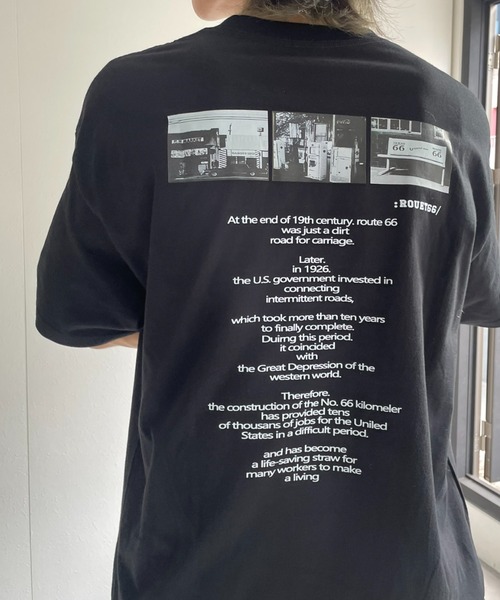 66
66
:ROUET66/
At the end of 19th century. route 66
was just a dirt
road for carriage.
Later.
in 1926.
the U.S. government invested in
connecting
intermittent roads,
which took more than ten years
to finally complete.
Duirng this period.
it coincided
with
the Great Depression of the
western world.
Therefore.
the construction of the No. 66 kilomeler
has provided tens
of thousans of jobs for the Uniled
States in a difficult period.
and has become
a life-saving straw for
many workers to make
a living